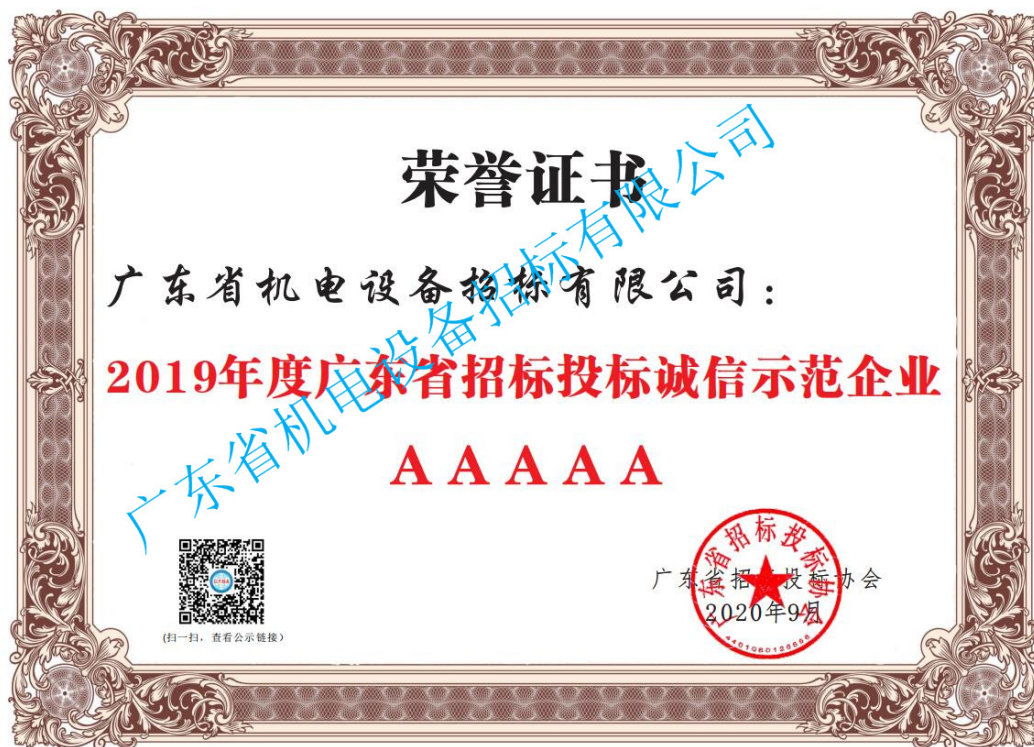 荣誉证书
广东省机电设备招标有限公司：
2019年度广东省招标投标诚信示范企业
AAAAA
广东省机电设备招标有限公司
(扫一扫，查看公示链接)
广东省招标投标协会
2020年9月
广东省招标投标协会